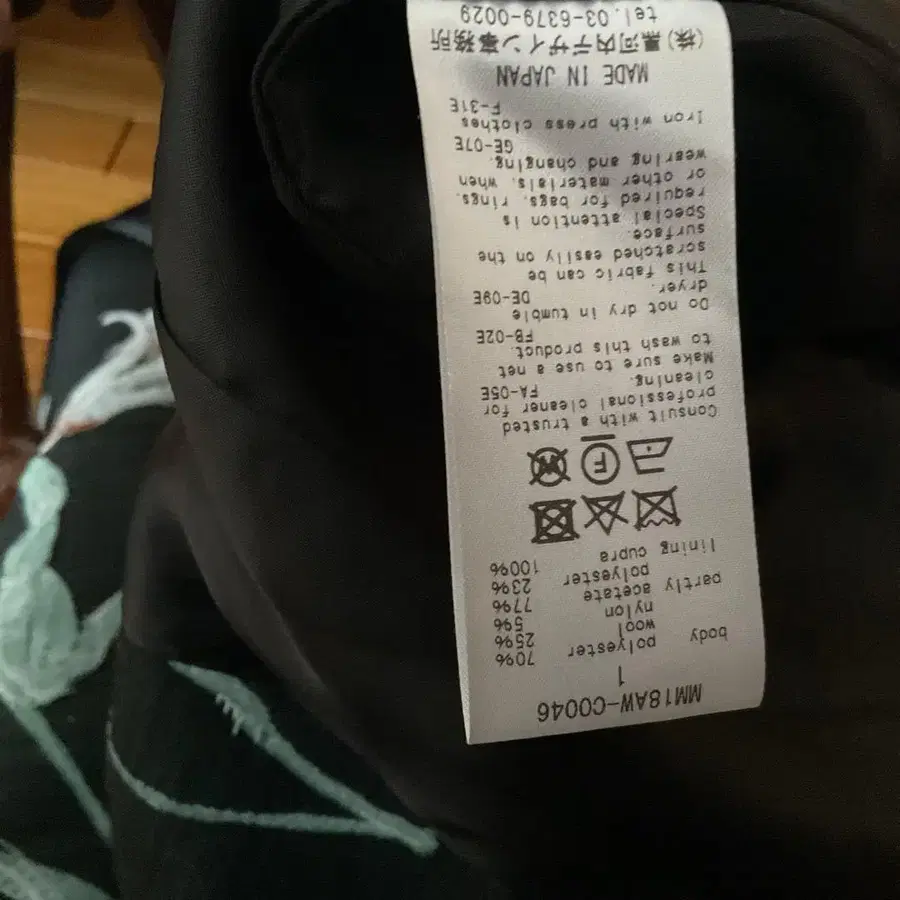 MM18AW-C0046
1
body polyester 70%
wool 25%
nylon 5%
partly acetate 77%
polyester 23%
lining cupra 100%
F
W
Consult with a trusted
professional cleaner for
cleaning.
FA-05E
Make sure to use a net
to wash this product.
FB-02E
Do not dry in tumble
dryer.
DE-09E
This fabric can be
scratched easily on the
surface.
Special attention is
required for bags, rings,
or other materials, when
wearing and changing.
GE-07E
Iron with press clothes
F-31E
MADE IN JAPAN
(株)黒河内デザイン事務所
tel.03-6379-0029